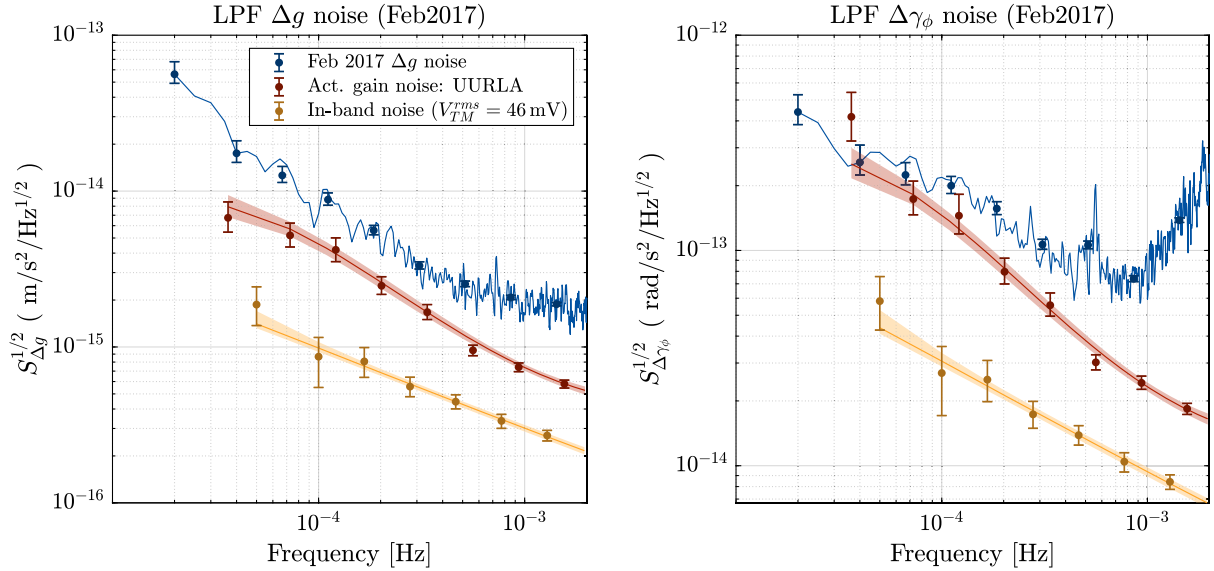 LPF Δg noise (Feb2017)
10⁻¹³
10⁻¹⁴
10⁻¹⁵
10⁻¹⁶
S^{1/2}_{Δg} ( m/s²/Hz^{1/2})
Feb 2017 Δg noise
Act. gain noise: UURLA
In-band noise (V^{rms}_{TM} = 46 mV)
10⁻⁴ 10⁻³
Frequency [Hz]
LPF Δγ_ϕ noise (Feb2017)
10⁻¹²
10⁻¹³
10⁻¹⁴
S^{1/2}_{Δγ_ϕ} ( rad/s²/Hz^{1/2})
10⁻⁴ 10⁻³
Frequency [Hz]